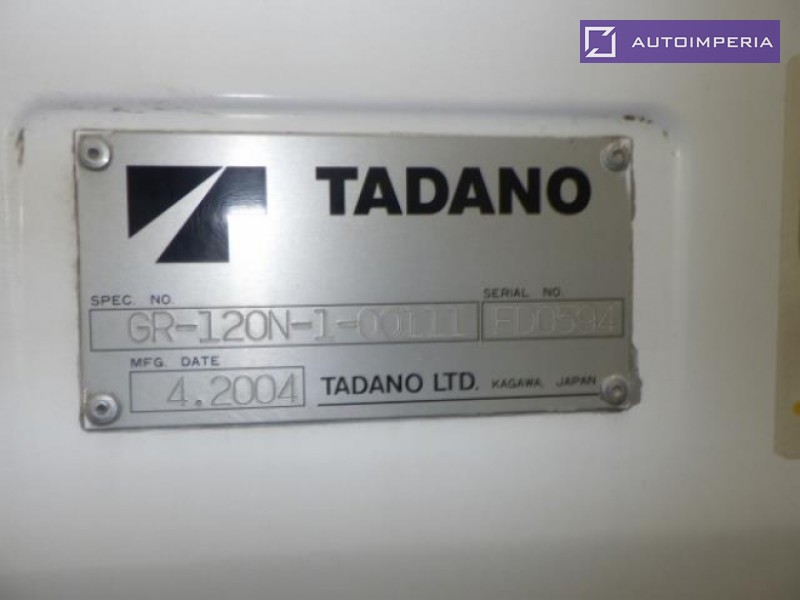 AUTOIMPERIA
TADANO
SPEC. NO. SERIAL NO.
GR-120N-1-00111 FD0594
MFG. DATE
4.2004 TADANO LTD. KAGAWA, JAPAN